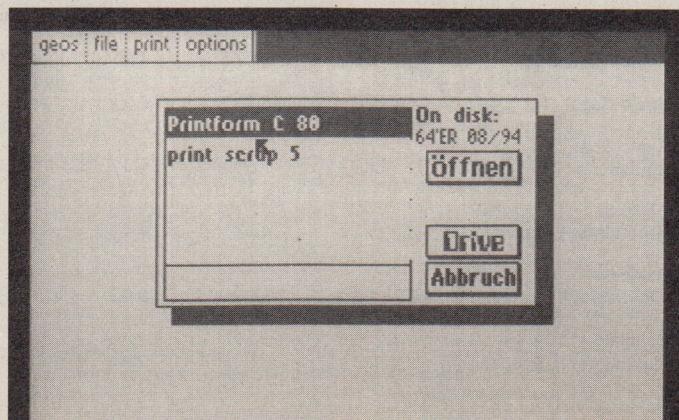 geos file print options
Printform C 80
print scrap 5
On disk:
64'ER 08/94
Öffnen
Drive
Abbruch